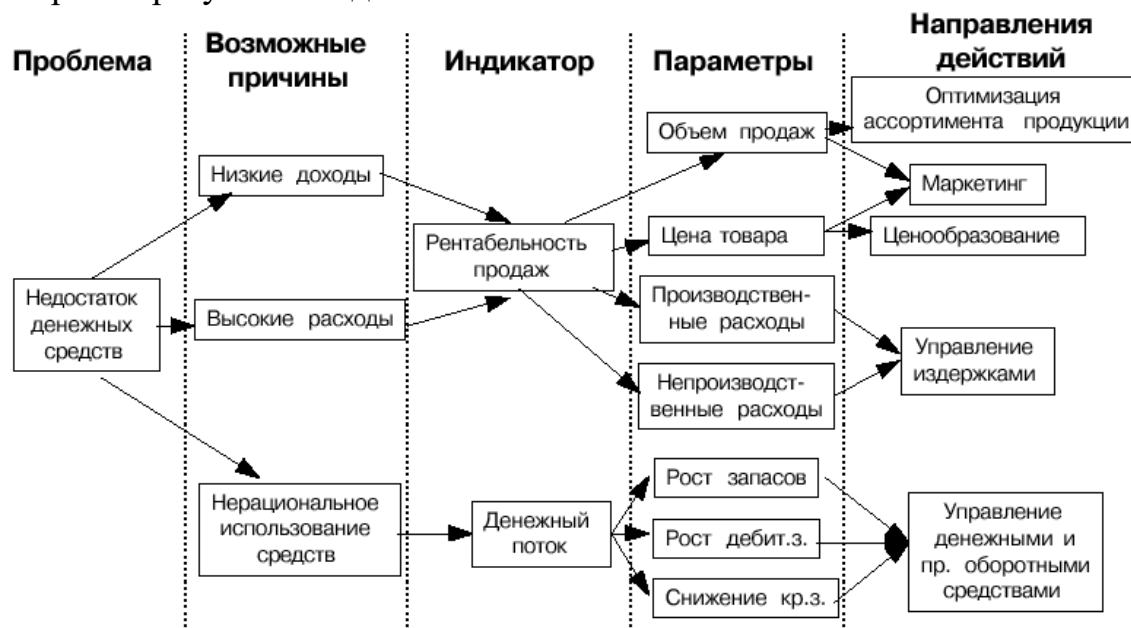 Проблема
Возможные
причины
Индикатор
Параметры
Направления
действий
Недостаток
денежных
средств
Низкие доходы
Высокие расходы
Нерациональное
использование
средств
Рентабельность
продаж
Денежный
поток
Объем продаж
Цена товара
Производствен-
ные расходы
Непроизводст-
венные расходы
Рост запасов
Рост дебит.з.
Снижение кр.з.
Оптимизация
ассортимента продукции
Маркетинг
Ценообразование
Управление
издержками
Управление
денежными и
пр. оборотными
средствами